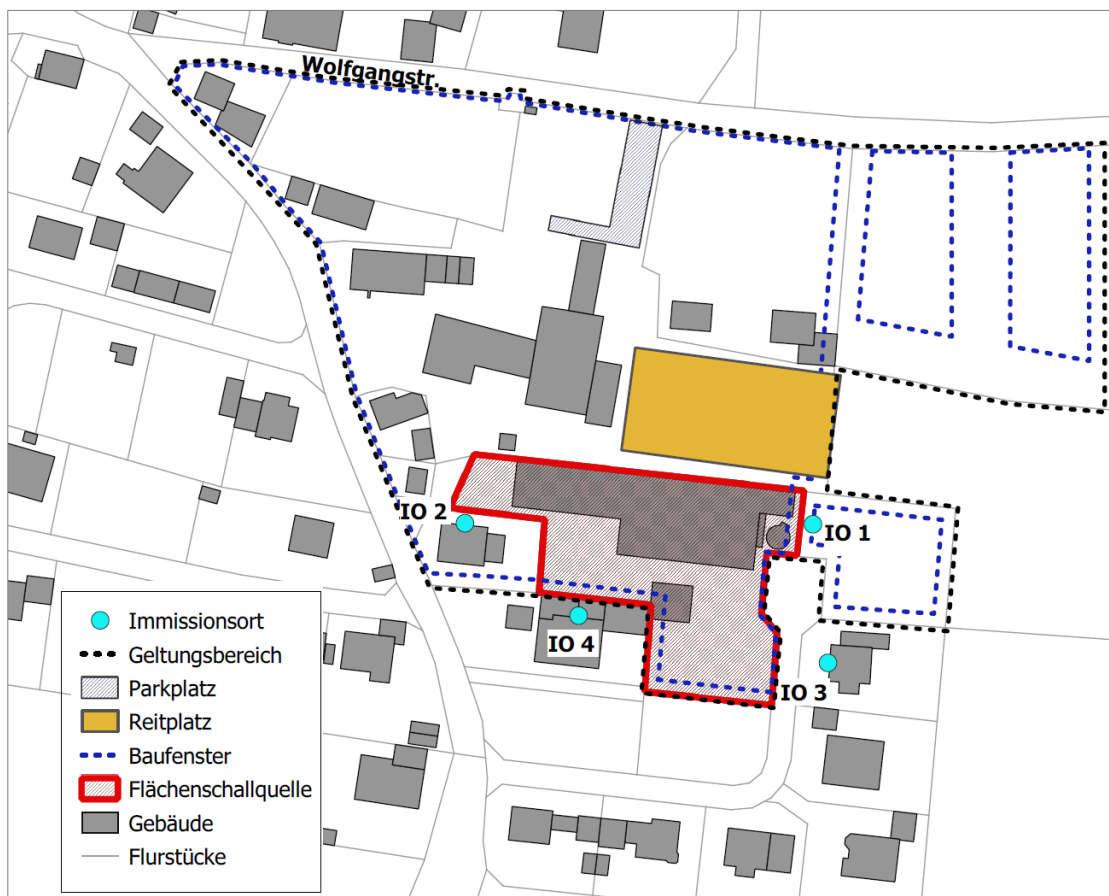 Wolfgangstr.
IO 2
IO 1
IO 4
IO 3
Immissionsort
Geltungsbereich
Parkplatz
Reitplatz
Baufenster
Flächenschallquelle
Gebäude
Flurstücke